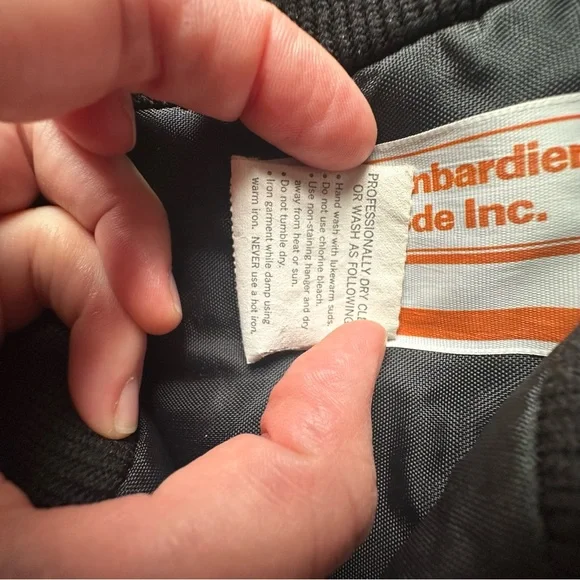 PROFESSIONALLY DRY CLE
OR WASH AS FOLLOWING
• Hand wash with lukewarm suds.
• Do not use chlorine bleach.
• Use non-staining hanger and dry
away from heat or sun.
• Do not tumble dry.
• Iron garment while damp using
warm iron. NEVER use a hot iron.
mbardier
de Inc.